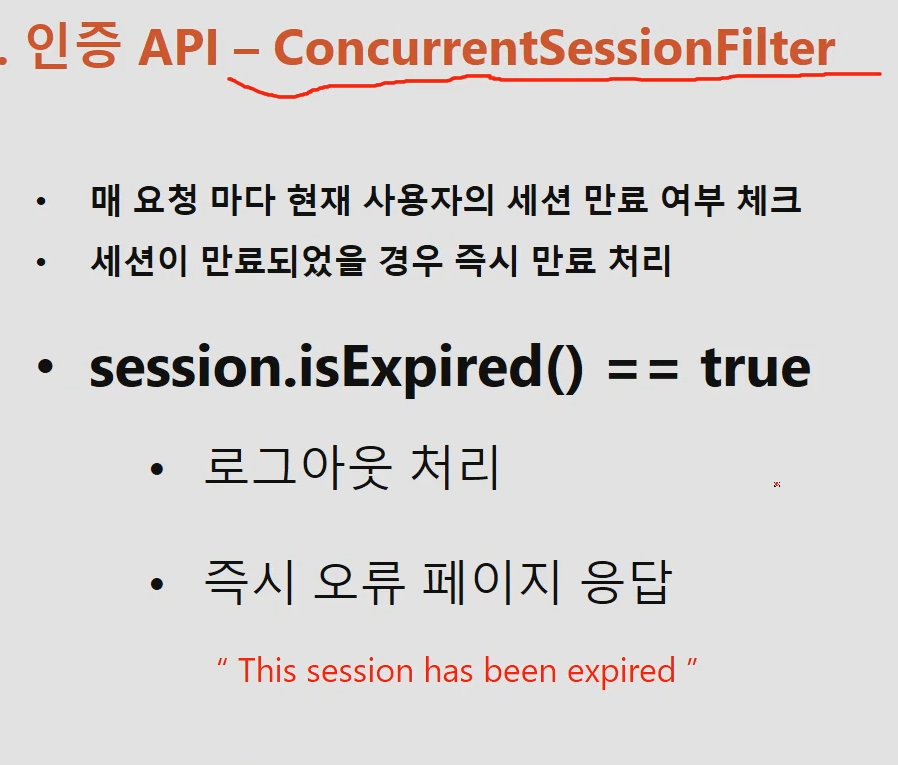 . 인증 API – ConcurrentSessionFilter
• 매 요청 마다 현재 사용자의 세션 만료 여부 체크
• 세션이 만료되었을 경우 즉시 만료 처리
• session.isExpired() == true
• 로그아웃 처리
• 즉시 오류 페이지 응답
“ This session has been expired ”